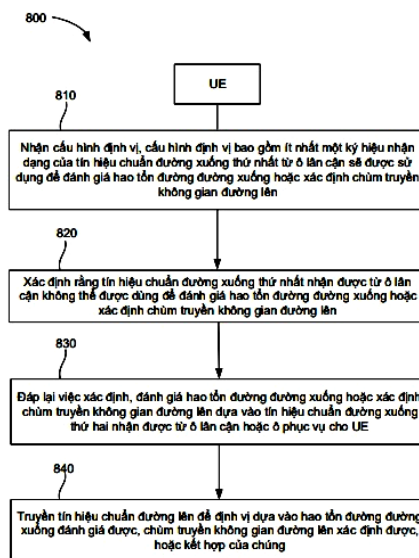 800
UE
810
Nhận cấu hình định vị, cấu hình định vị bao gồm ít nhất một ký hiệu nhận
dạng của tín hiệu chuẩn đường xuống thứ nhất từ ô lân cận sẽ được sử
dụng để đánh giá hao tổn đường đường xuống hoặc xác định chùm truyền
không gian đường lên
820
Xác định rằng tín hiệu chuẩn đường xuống thứ nhất nhận được từ ô lân
cận không thể được dùng để đánh giá hao tổn đường đường xuống hoặc
xác định chùm truyền không gian đường lên
830
Đáp lại việc xác định, đánh giá hao tổn đường đường xuống hoặc xác định
chùm truyền không gian đường lên dựa vào tín hiệu chuẩn đường xuống
thứ hai nhận được từ ô lân cận hoặc ô phục vụ cho UE
840
Truyền tín hiệu chuẩn đường lên để định vị dựa vào hao tổn đường đường
xuống đánh giá được, chùm truyền không gian đường lên xác định được,
hoặc kết hợp của chúng